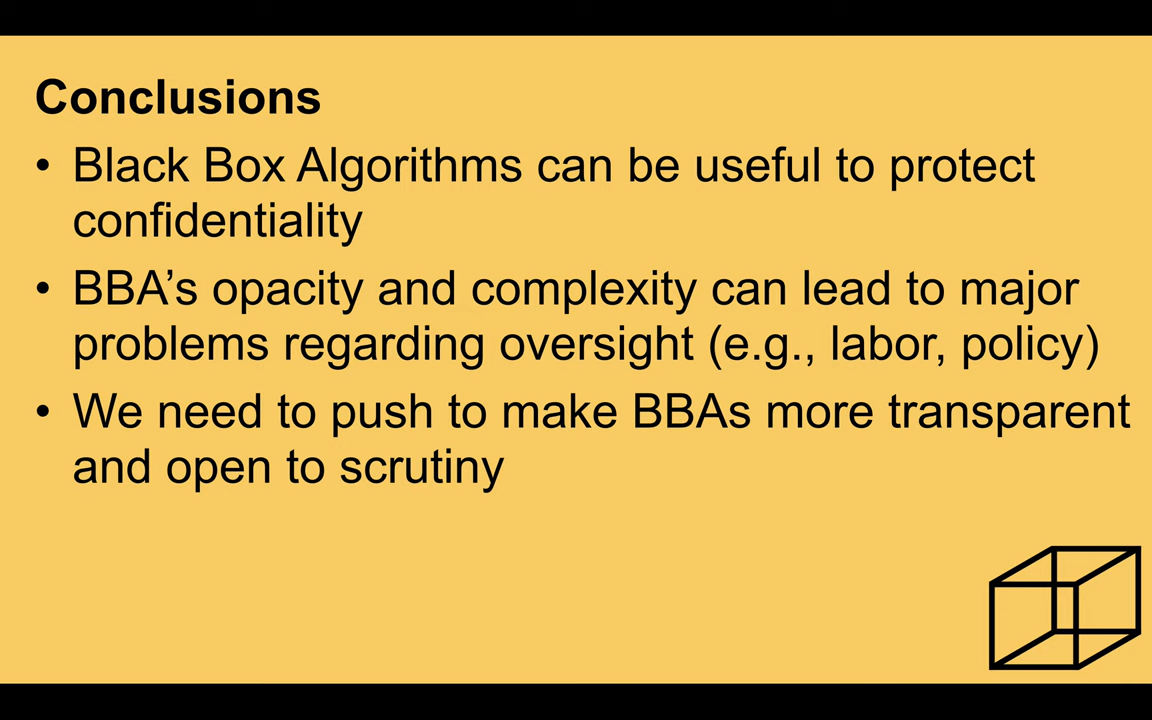 Conclusions
• Black Box Algorithms can be useful to protect
confidentiality
• BBA’s opacity and complexity can lead to major
problems regarding oversight (e.g., labor, policy)
• We need to push to make BBAs more transparent
and open to scrutiny